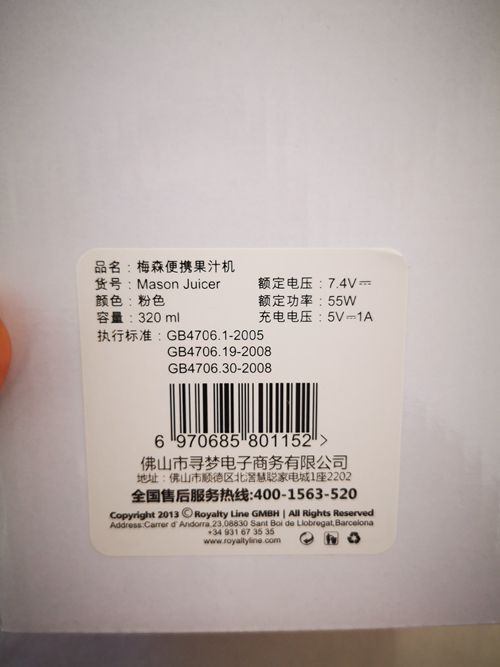 品名：梅森便携果汁机
货号：Mason Juicer 额定电压：7.4V⎓
颜色：粉色 额定功率：55W
容量：320 ml 充电电压：5V⎓1A
执行标准：GB4706.1-2005
GB4706.19-2008
GB4706.30-2008
6 970685 801152 >
佛山市寻梦电子商务有限公司
地址：佛山市顺德区北滘慧聪家电城1座2202
全国售后服务热线:400-1563-520
Copyright 2013 © Royalty Line GMBH | All Rights Reserved
Address:Carrer d`Andorra,23,08830 Sant Boi de Llobregat,Barcelona
+34 931 67 35 35
www.royaltyline.com